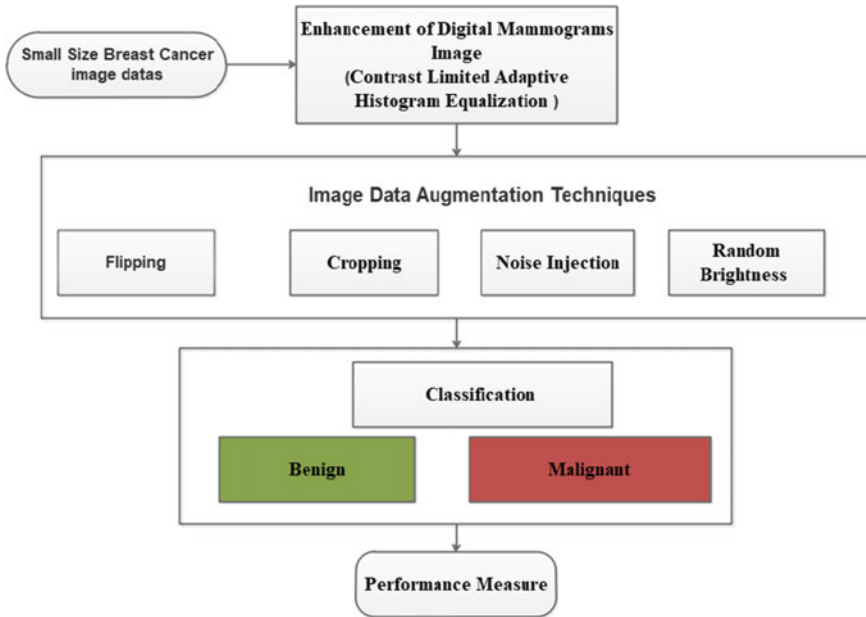 Small Size Breast Cancer
image datas
Enhancement of Digital Mammograms
Image
(Contrast Limited Adaptive
Histogram Equalization )
Image Data Augmentation Techniques
Flipping
Cropping
Noise Injection
Random
Brightness
Classification
Benign
Malignant
Performance Measure